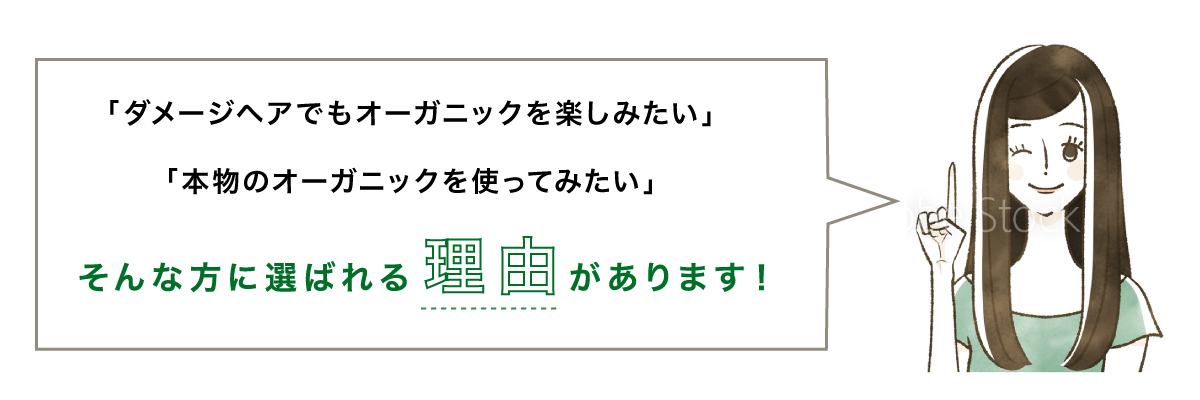 「ダメージヘアでもオーガニックを楽しみたい」
「本物のオーガニックを使ってみたい」
そんな方に選ばれる理由があります！
Stock